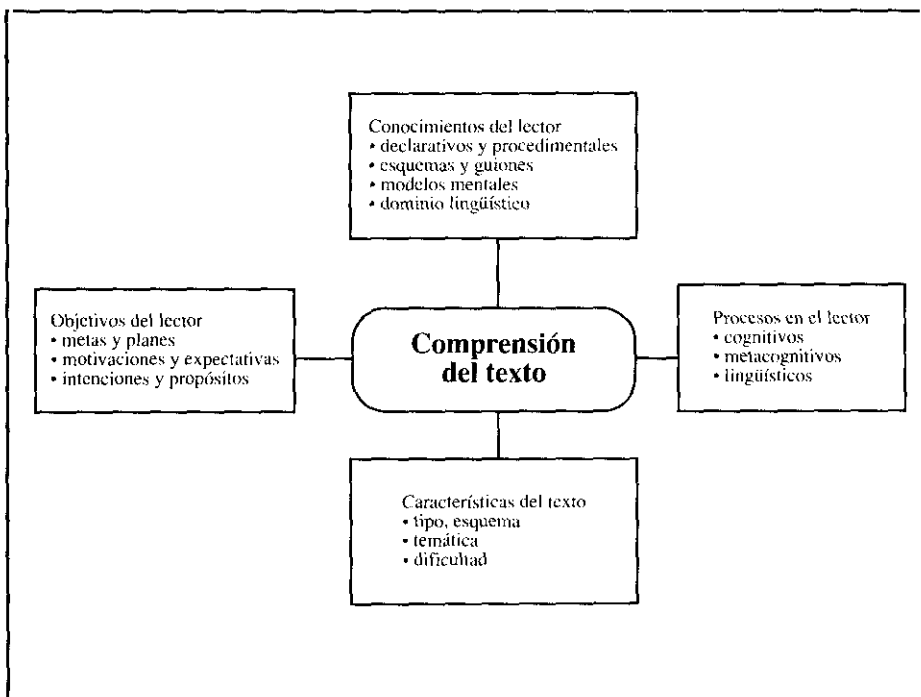 Conocimientos del lector
• declarativos y procedimentales
• esquemas y guiones
• modelos mentales
• dominio lingüístico
Objetivos del lector
• metas y planes
• motivaciones y expectativas
• intenciones y propósitos
Comprensión
del texto
Procesos en el lector
• cognitivos
• metacognitivos
• lingüísticos
Características del texto
• tipo, esquema
• temática
• dificultad